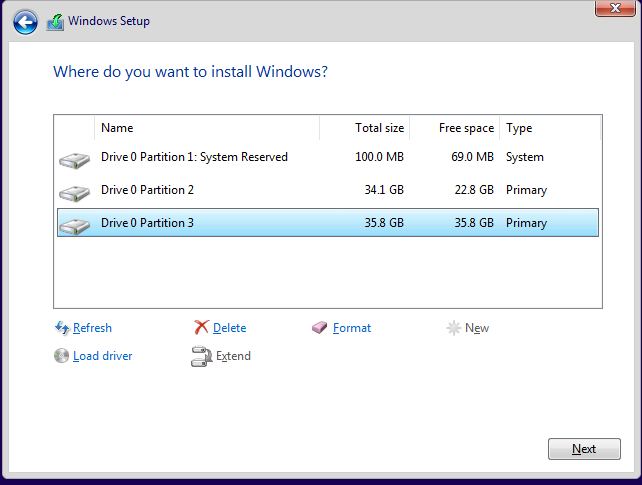 Windows Setup
Where do you want to install Windows?
Name Total size Free space Type
Drive 0 Partition 1: System Reserved 100.0 MB 69.0 MB System
Drive 0 Partition 2 34.1 GB 22.8 GB Primary
Drive 0 Partition 3 35.8 GB 35.8 GB Primary
Refresh Delete Format New
Load driver Extend
Next